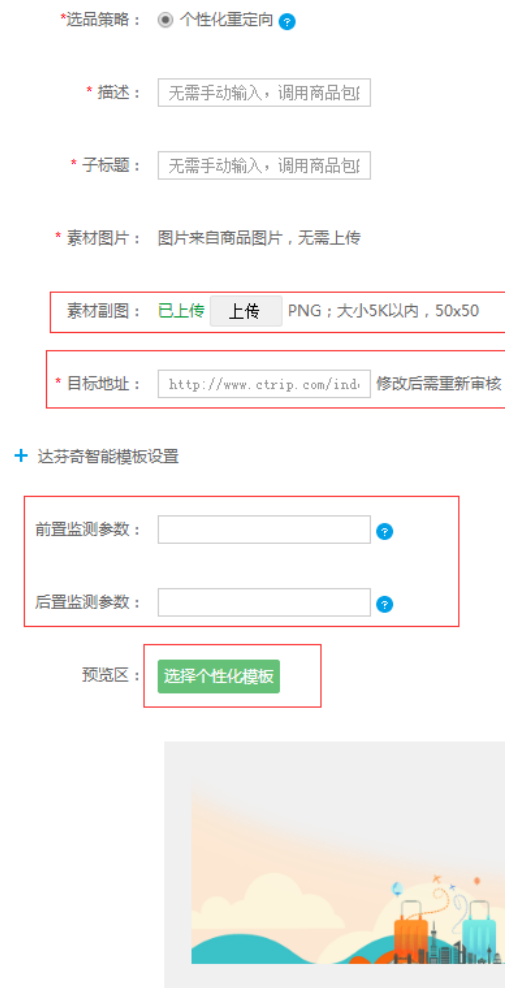 *选品策略： 个性化重定向 ?
* 描述： 无需手动输入，调用商品包
* 子标题： 无需手动输入，调用商品包
* 素材图片： 图片来自商品图片，无需上传
素材副图： 已上传 上传 PNG；大小5K以内，50x50
* 目标地址： http://www.ctrip.com/ind 修改后需重新审核
+ 达芬奇智能模板设置
前置监测参数： ?
后置监测参数： ?
预览区： 选择个性化模板